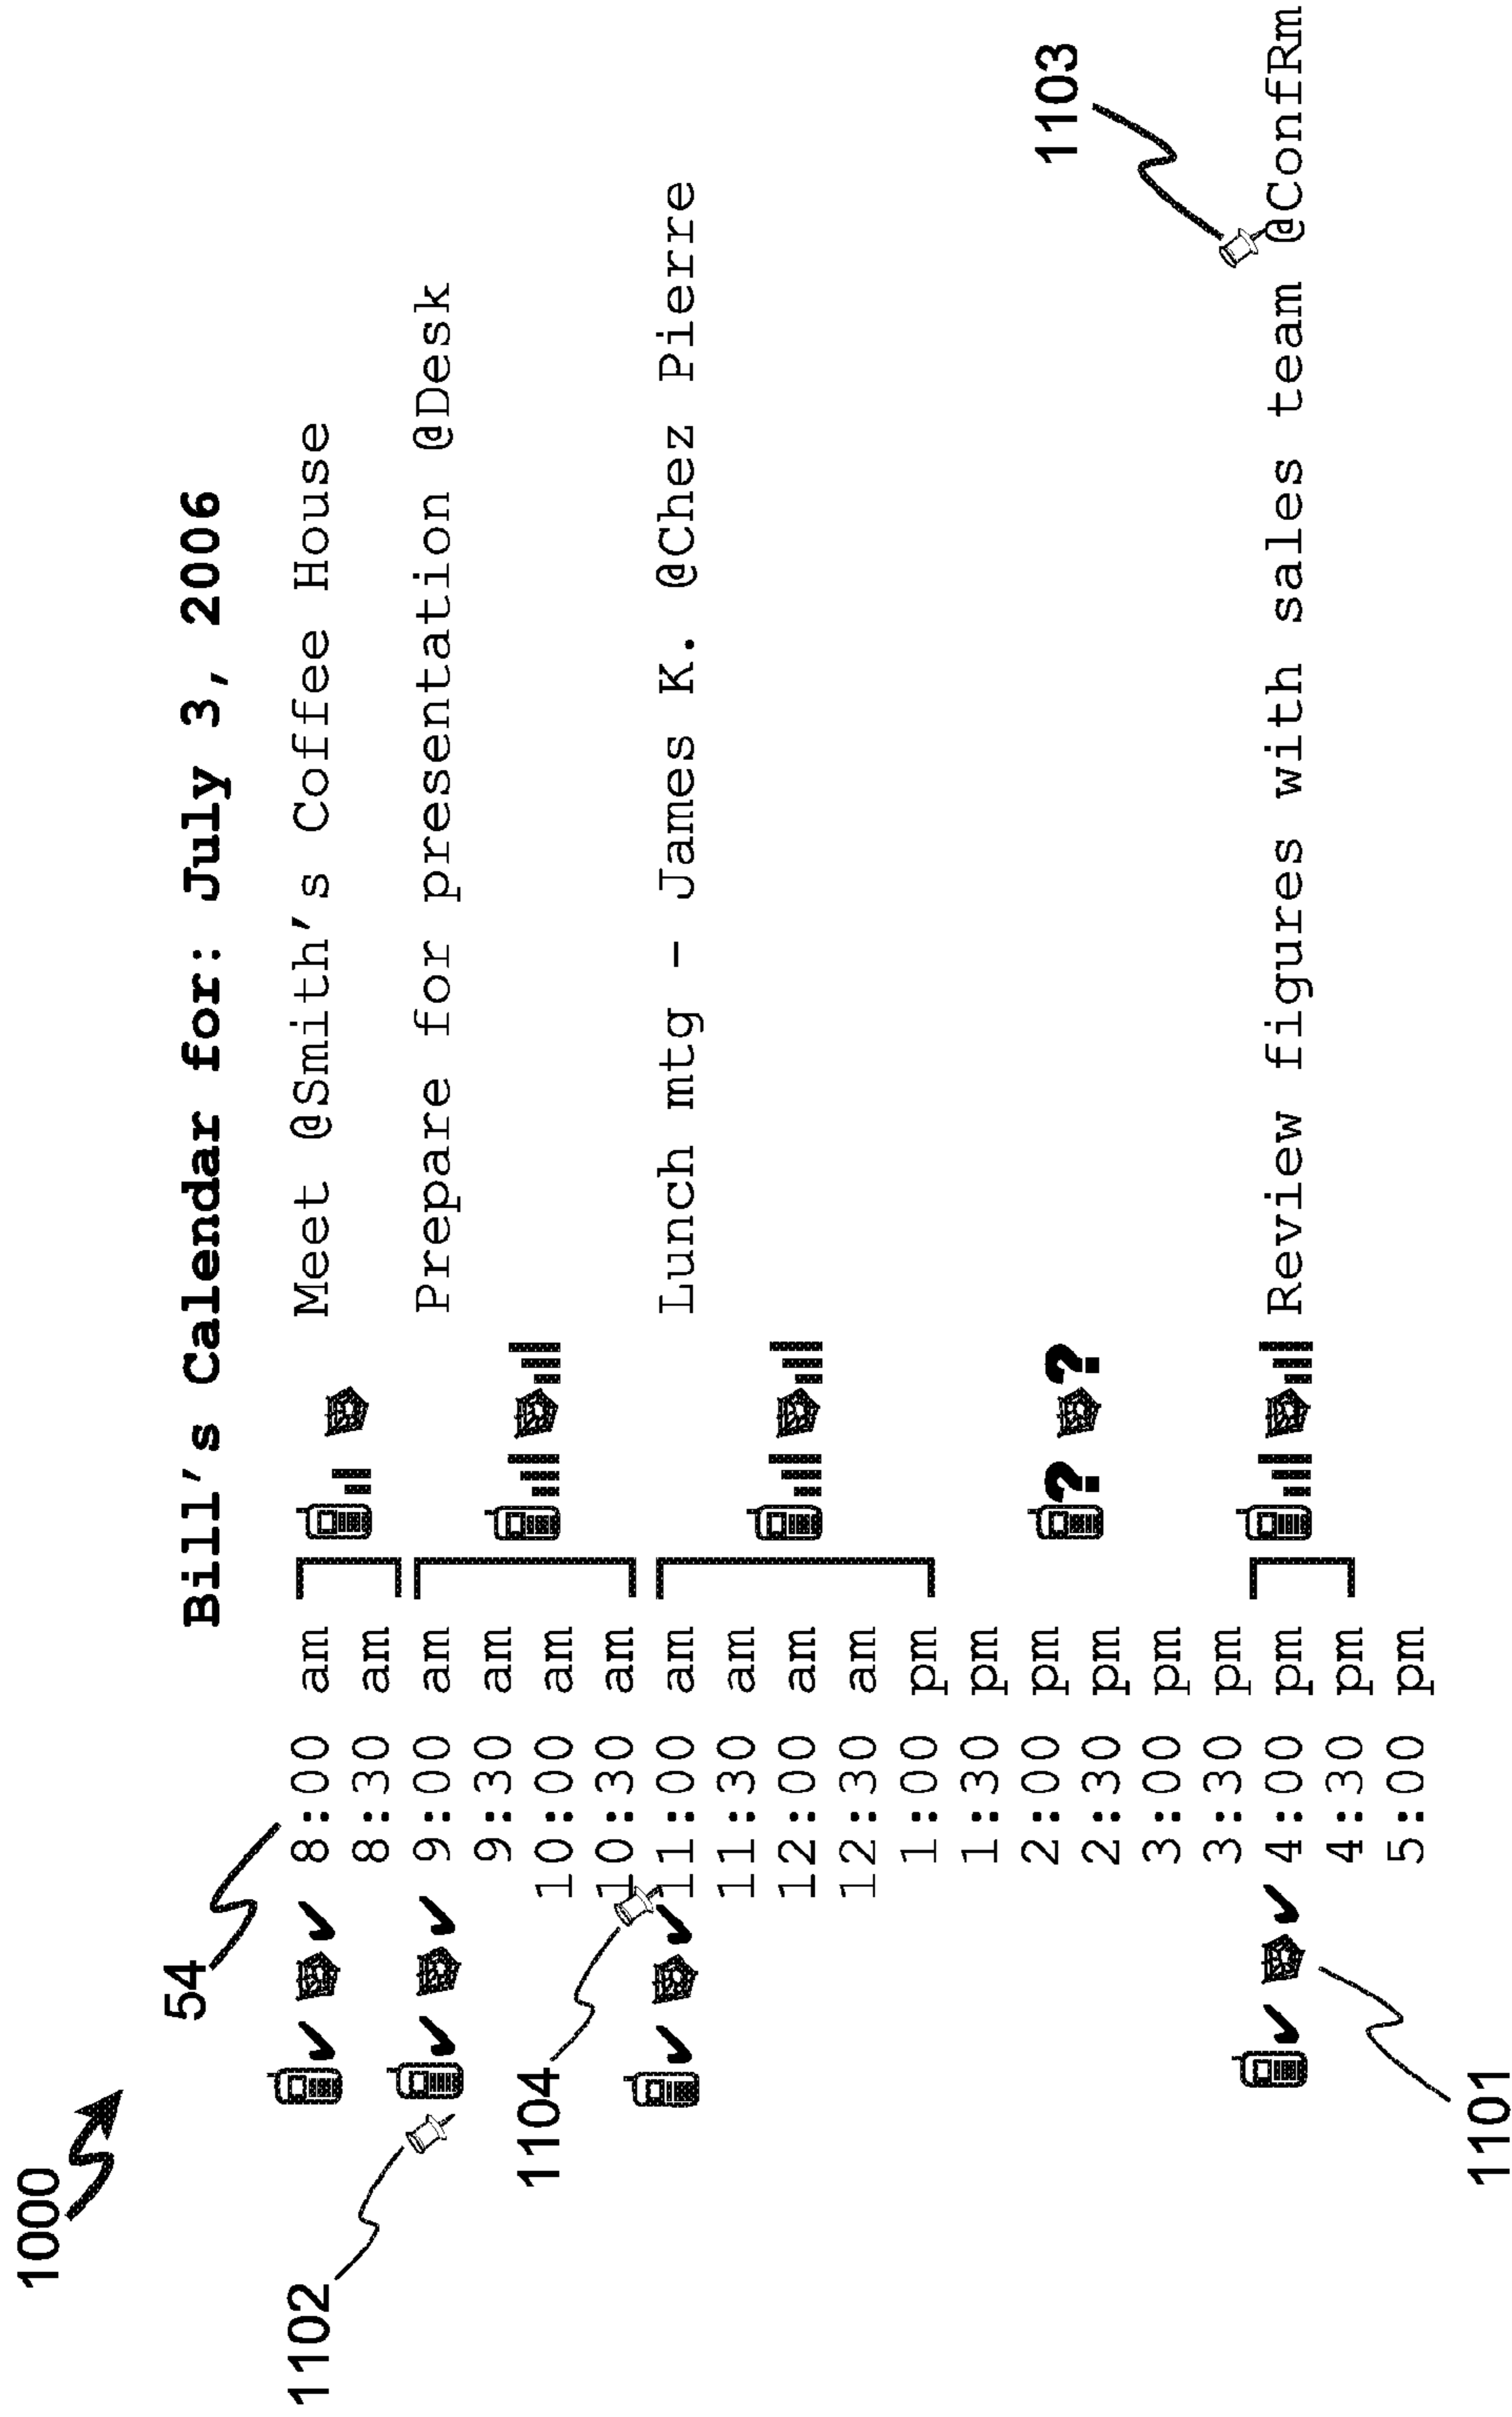 1000
Bill's Calendar for: July 3, 2006
54
8:00 am Meet @Smith's Coffee House
8:30 am
1102
9:00 am Prepare for presentation @Desk
9:30 am
10:00 am
10:30 am
1104
11:00 am Lunch mtg - James K. @Chez Pierre
11:30 am
12:00 am
12:30 am
1:00 pm
1:30 pm
2:00 pm ? ?
2:30 pm
3:00 pm
3:30 pm
1103
4:00 pm Review figures with sales team @ConfRm
4:30 pm
5:00 pm
1101